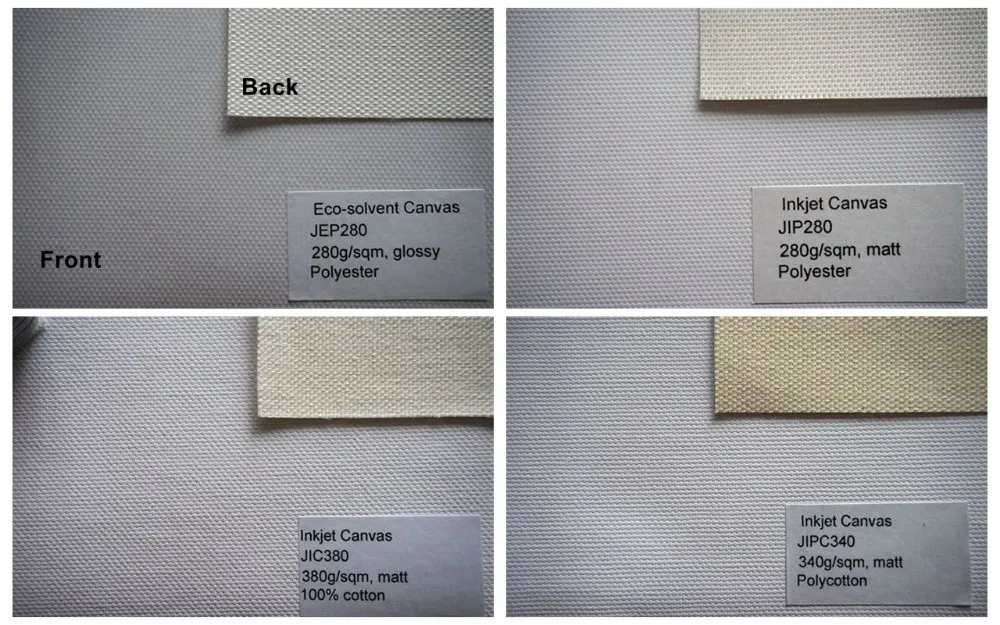 Back
Front
Eco-solvent Canvas
JEP280
280g/sqm, glossy
Polyester
Inkjet Canvas
JIP280
280g/sqm, matt
Polyester
Inkjet Canvas
JIC380
380g/sqm, matt
100% cotton
Inkjet Canvas
JIPC340
340g/sqm, matt
Polycotton